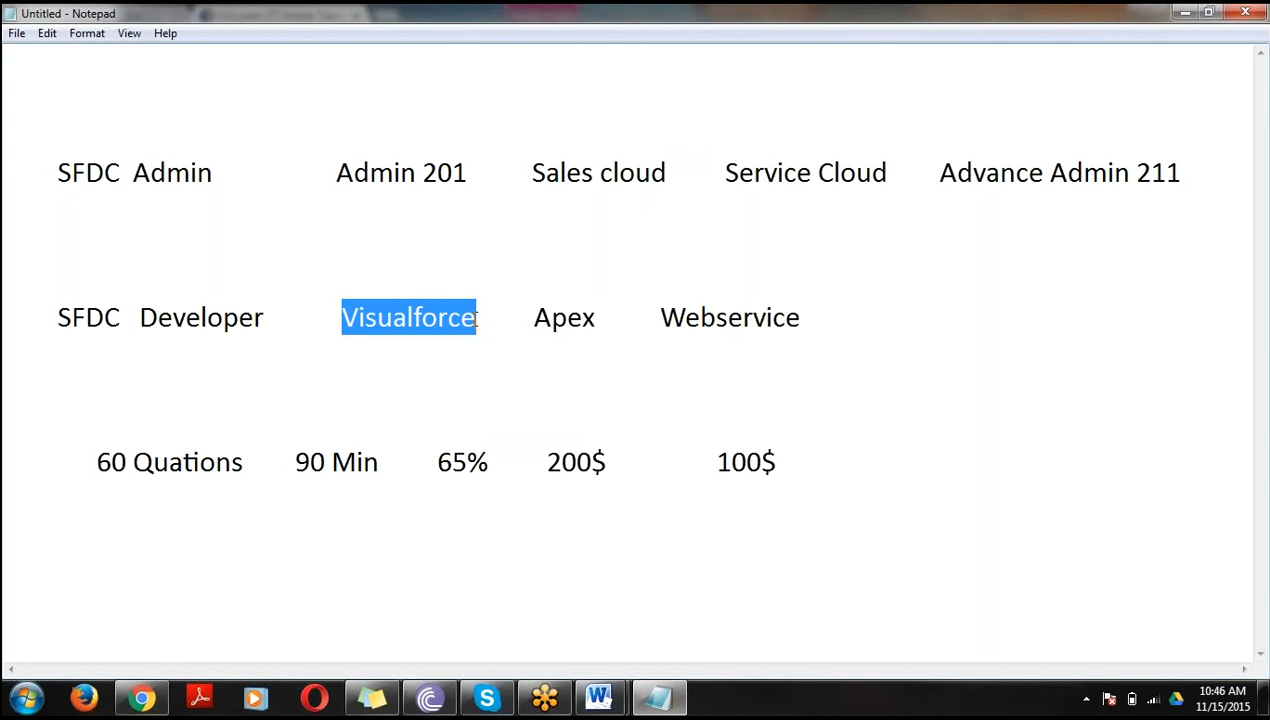 Untitled - Notepad
File Edit Format View Help
SFDC Admin Admin 201 Sales cloud Service Cloud Advance Admin 211
SFDC Developer Visualforce Apex Webservice
60 Quations 90 Min 65% 200$ 100$
10:46 AM
11/15/2015